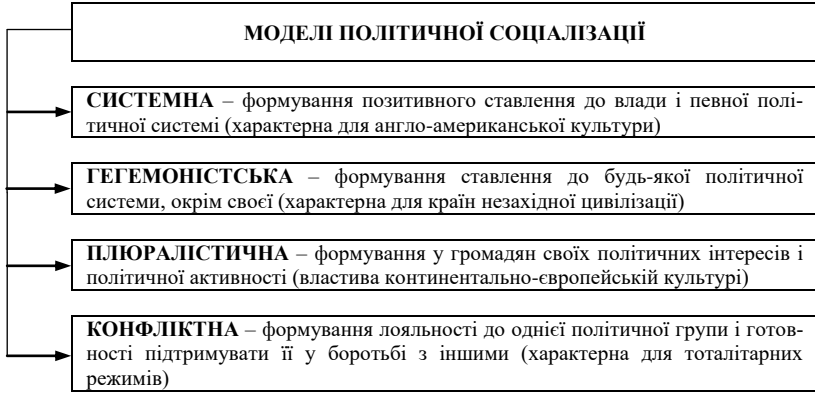 МОДЕЛІ ПОЛІТИЧНОЇ СОЦІАЛІЗАЦІЇ
СИСТЕМНА – формування позитивного ставлення до влади і певної полі-
тичної системі (характерна для англо-американської культури)
ГЕГЕМОНІСТСЬКА – формування ставлення до будь-якої політичної
системи, окрім своєї (характерна для країн незахідної цивілізації)
ПЛЮРАЛІСТИЧНА – формування у громадян своїх політичних інтересів і
політичної активності (властива континентально-європейській культурі)
КОНФЛІКТНА – формування лояльності до однієї політичної групи і готов-
ності підтримувати її у боротьбі з іншими (характерна для тоталітарних
режимів)